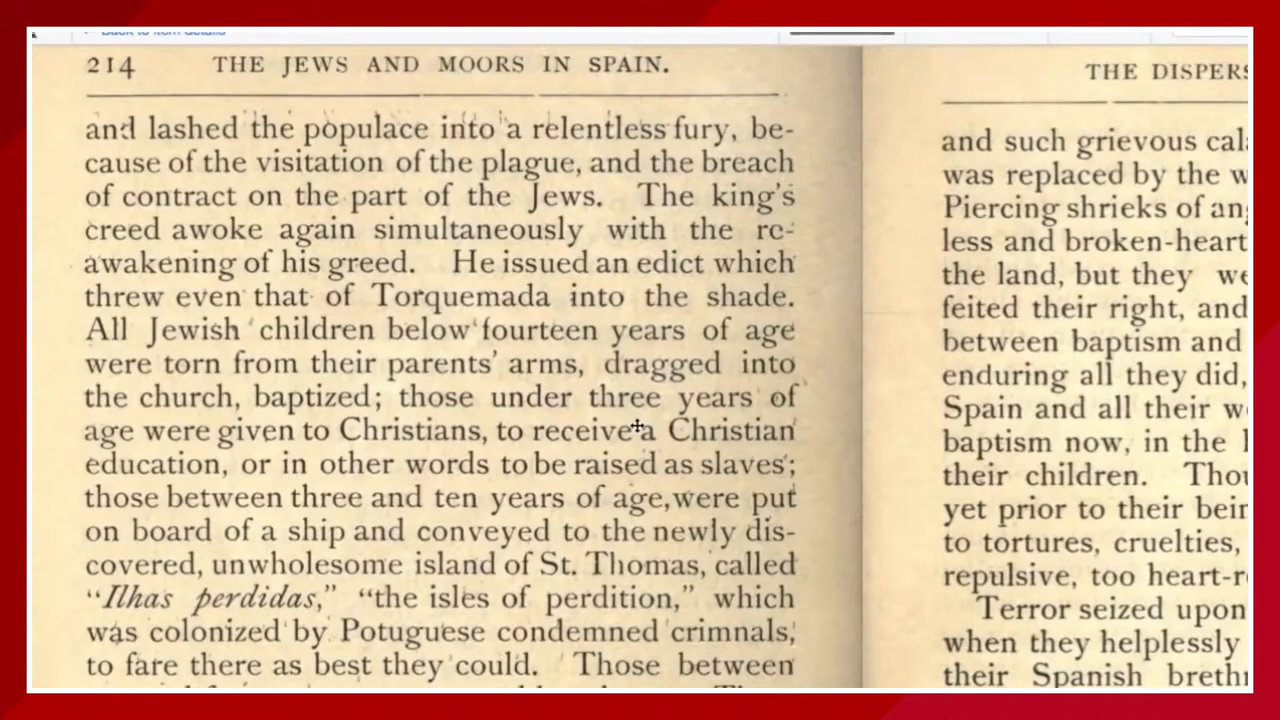 Back to item details
214 THE JEWS AND MOORS IN SPAIN.
and lashed the populace into a relentless fury, be-
cause of the visitation of the plague, and the breach
of contract on the part of the Jews. The king's
creed awoke again simultaneously with the re-
awakening of his greed. He issued an edict which
threw even that of Torquemada into the shade.
All Jewish children below fourteen years of age
were torn from their parents' arms, dragged into
the church, baptized; those under three years of
age were given to Christians, to receive a Christian
education, or in other words to be raised as slaves;
those between three and ten years of age, were put
on board of a ship and conveyed to the newly dis-
covered, unwholesome island of St. Thomas, called
"Ilhas perdidas," "the isles of perdition," which
was colonized by Potuguese condemned crimnals,
to fare there as best they could. Those between
THE DISPERS
and such grievous cal
was replaced by the w
Piercing shrieks of an
less and broken-heart
the land, but they we
feited their right, and
between baptism and
enduring all they did,
Spain and all their w
baptism now, in the
their children. Thou
yet prior to their bein
to tortures, cruelties,
repulsive, too heart-r
Terror seized upon
when they helplessly
their Spanish breth